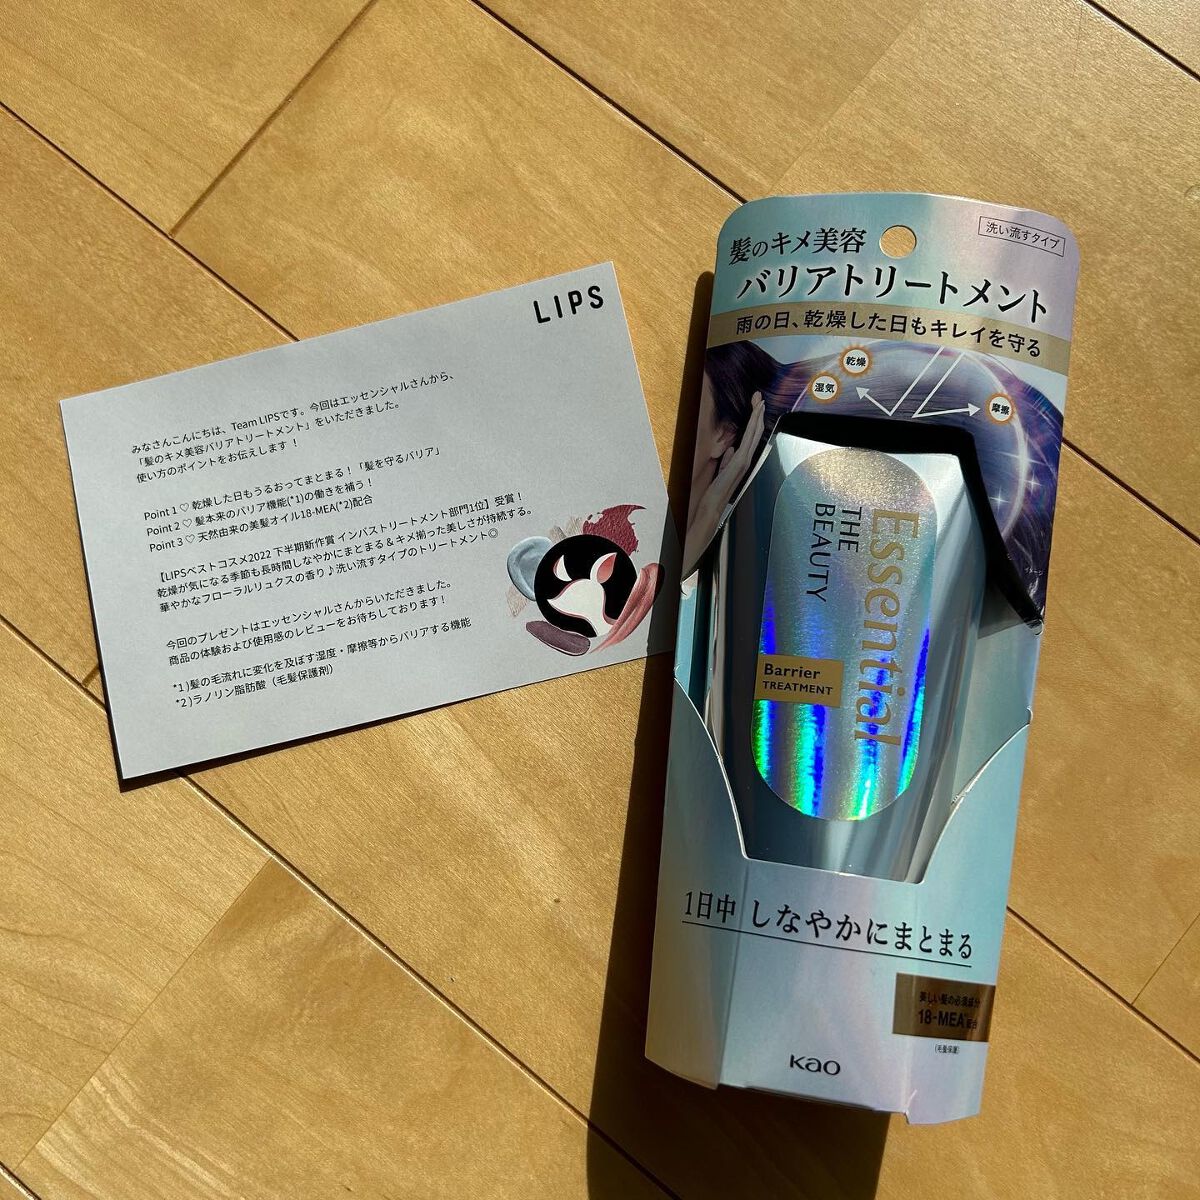 LIPS
みなさんこんにちは、Team LIPSです。今回はエッセンシャルさんから、
「髪のキメ美容バリアトリートメント」をいただきました。
使い方のポイントをお伝えします！
Point 1 ♡ 乾燥した日もうるおってまとまる！「髪を守るバリア」
Point 2 ♡ 髪本来のバリア機能(*1)の働きを補う！
Point 3 ♡ 天然由来の美髪オイル18-MEA(*2)配合
【LIPSベストコスメ2022 下半期新作賞 インバストリートメント部門1位】受賞！
乾燥が気になる季節も長時間しなやかにまとまる＆キメ揃った美しさが持続する。
華やかなフローラルリュクスの香り♪洗い流すタイプのトリートメント◎
今回のプレゼントはエッセンシャルさんからいただきました。
商品の体験および使用感のレビューをお待ちしております！
*1)髪の毛流れに変化を及ぼす湿度・摩擦等からバリアする機能
*2)ラノリン脂肪酸（毛髪保護剤）
洗い流すタイプ
髪のキメ美容
バリアトリートメント
雨の日、乾燥した日もキレイを守る
乾燥
湿気
摩擦
イメージ
Essential
THE
BEAUTY
Barrier
TREATMENT
1日中 しなやかにまとまる
美しい髪の必須成分
18-MEA*配合
(毛髪保護)
Kao